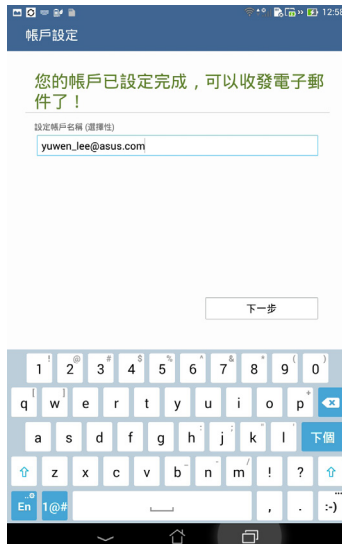 12:58
帳戶設定
您的帳戶已設定完成，可以收發電子郵
件了！
設定帳戶名稱 (選擇性)
yuwen_lee@asus.com
下一步
! @ # $ % ^ & * ( )
1 2 3 4 5 6 7 8 9 0
q [ w ] e r t y u i o p +
a s d f g h - j ; k " l ' 下個
z x c v b n m / ! ?
En 1@# , . :-)